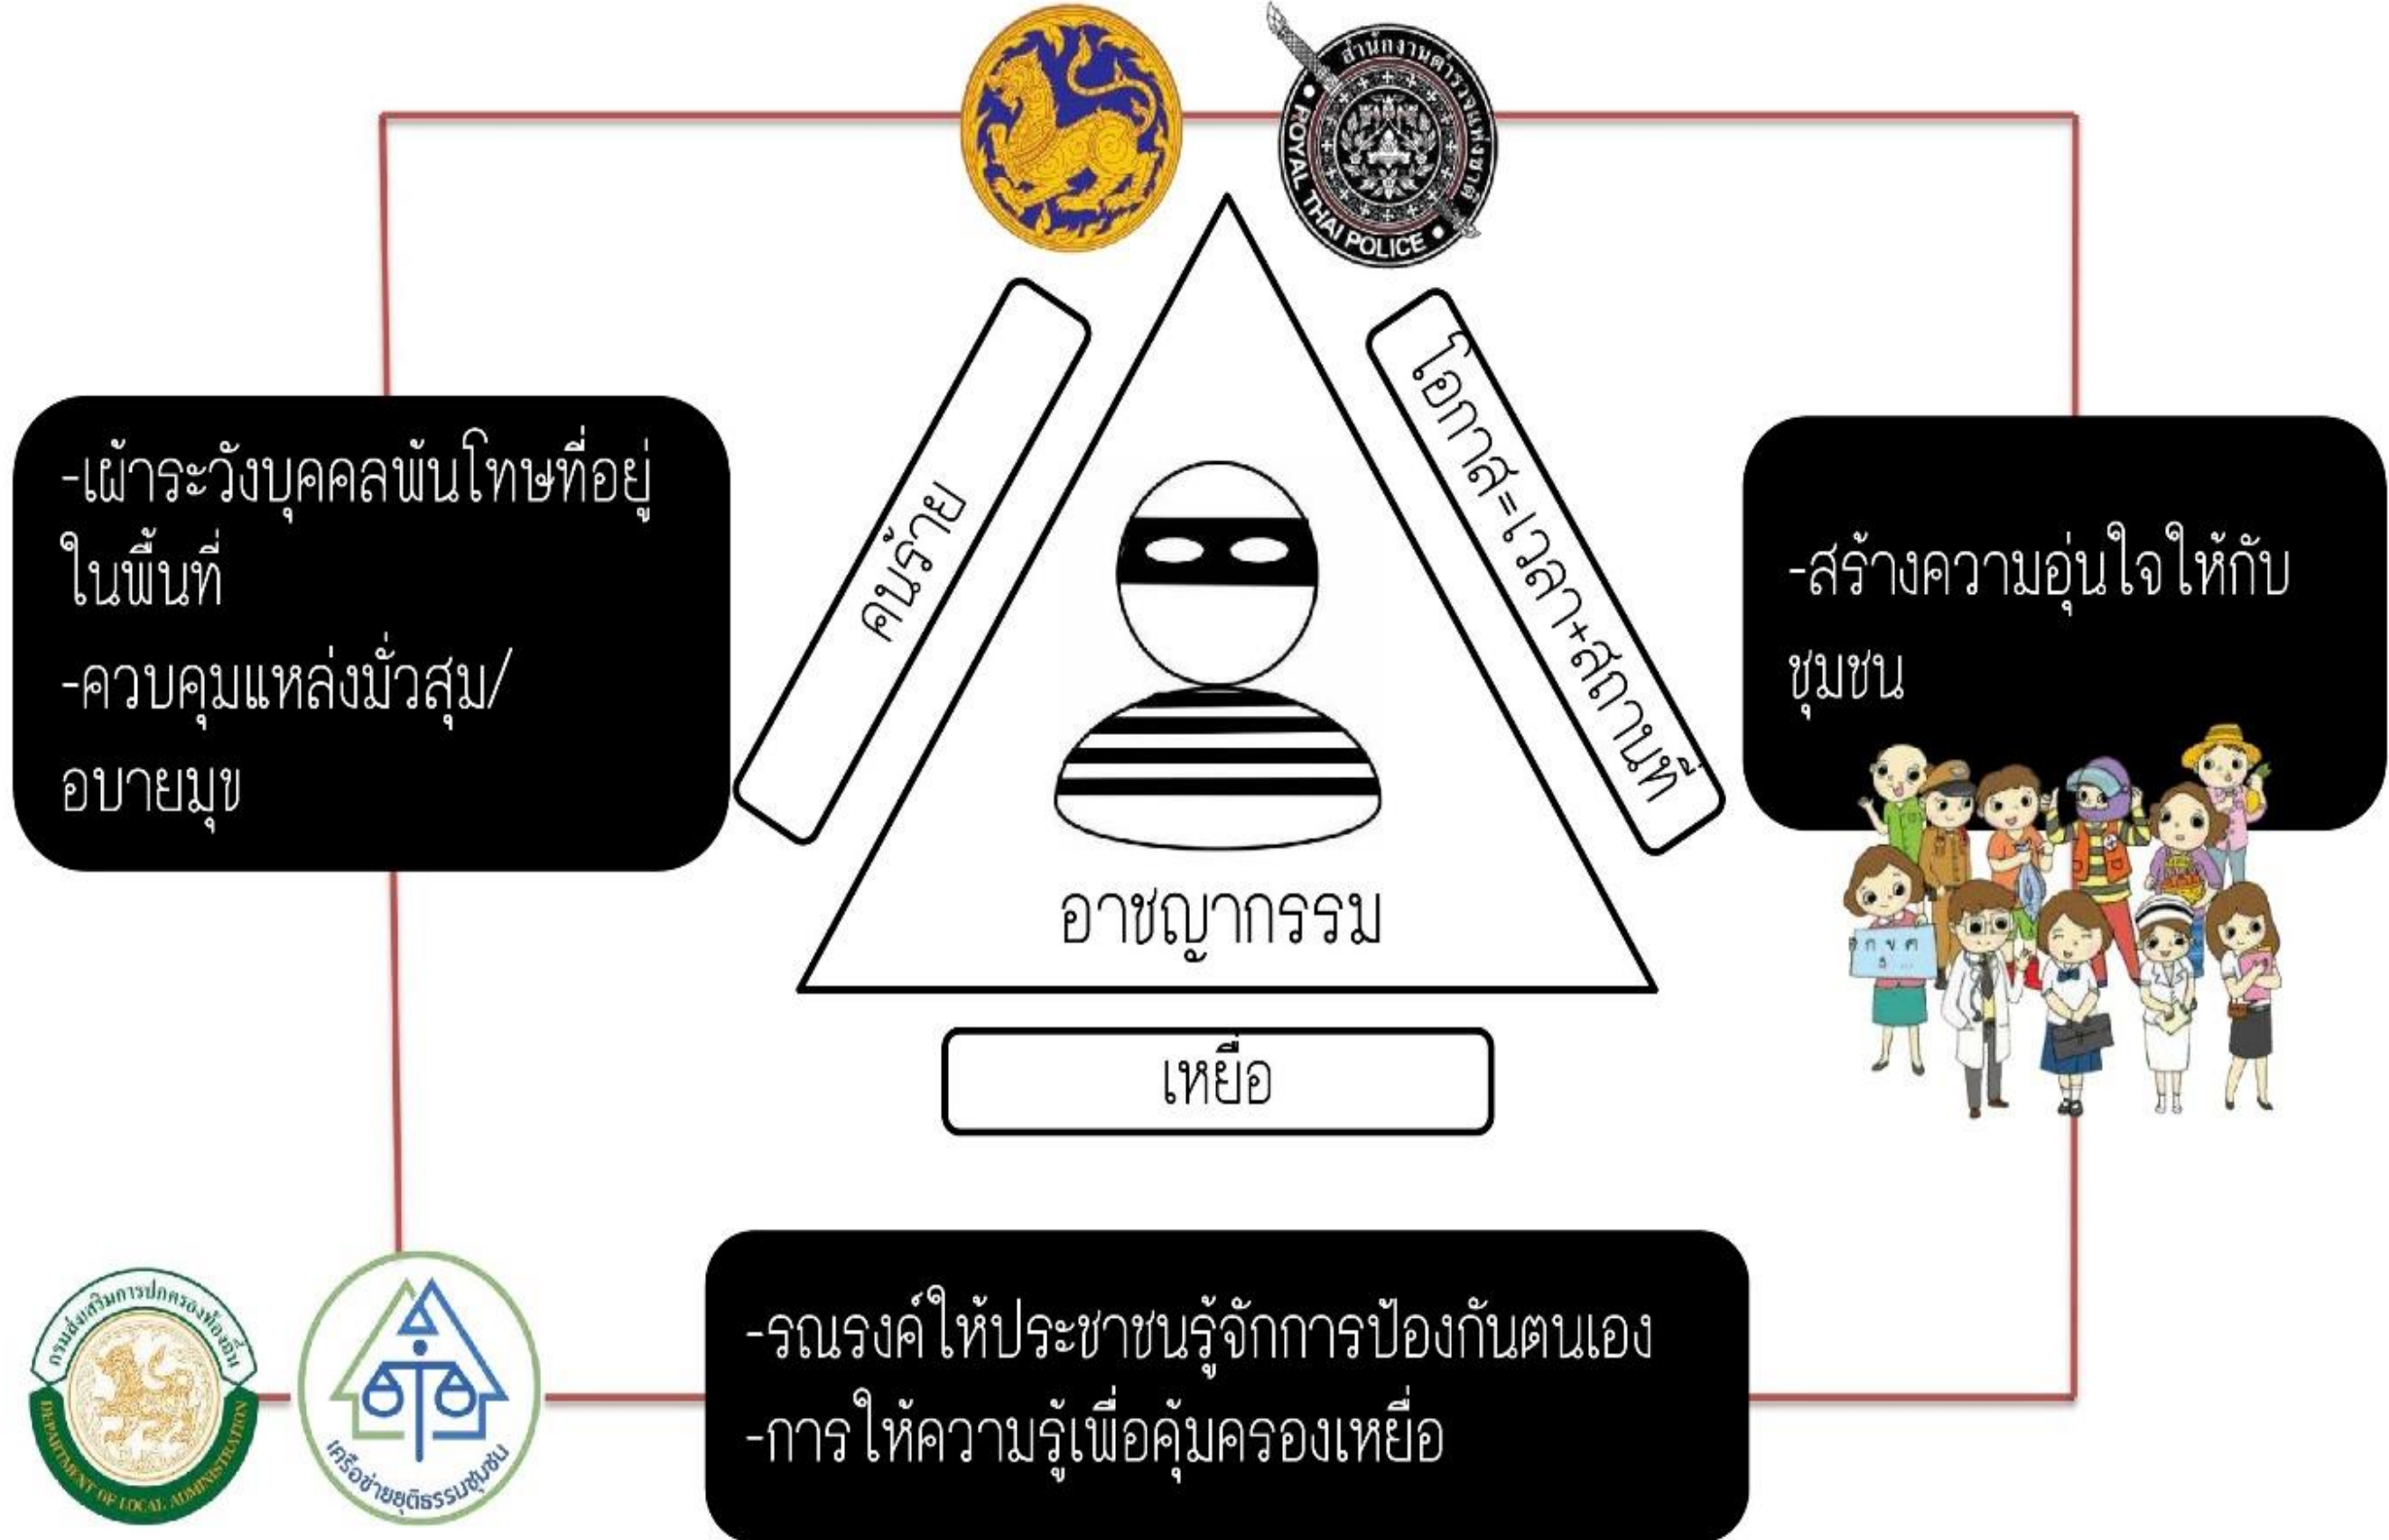 สำนักงานตำรวจแห่งชาติ
ROYAL THAI POLICE
คนร้าย
โอกาส=เวลา+สถานที่
-เฝ้าระวังบุคคลพ้นโทษที่อยู่
ในพื้นที่
-ควบคุมแหล่งมั่วสุม/
อบายมุข
-สร้างความอุ่นใจให้กับ
ชุมชน
อาชญากรรม
เหยื่อ
-รณรงค์ให้ประชาชนรู้จักการป้องกันตนเอง
-การให้ความรู้เพื่อคุ้มครองเหยื่อ
กรมส่งเสริมการปกครองท้องถิ่น
DEPARTMENT OF LOCAL ADMINISTRATION
เครือข่ายยุติธรรมชุมชน